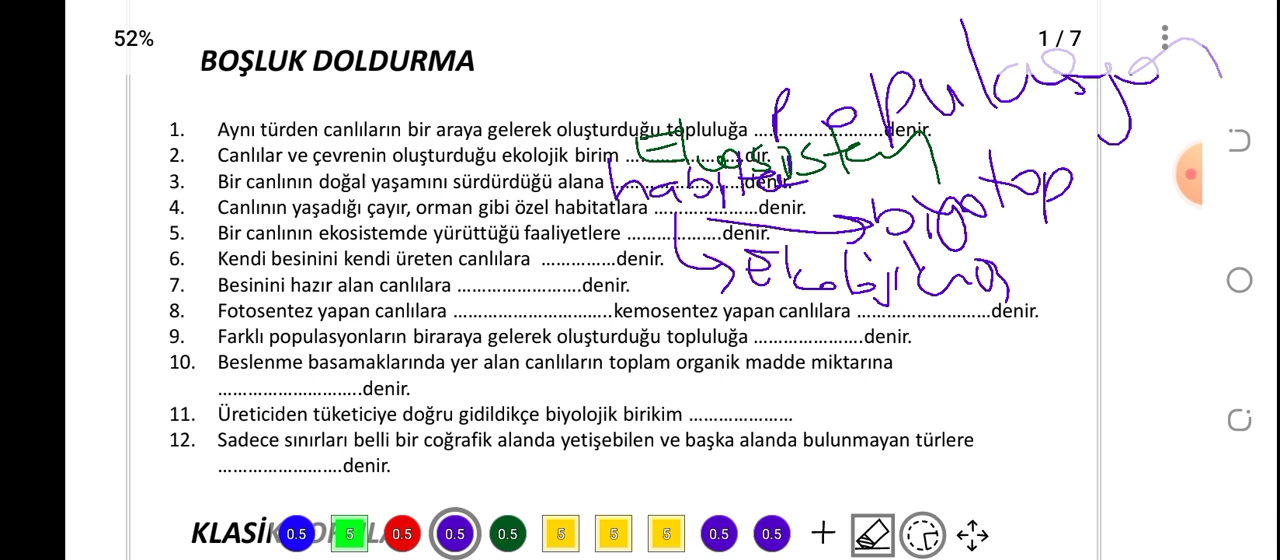 52%
1 / 7
BOŞLUK DOLDURMA
1. Aynı türden canlıların bir araya gelerek oluşturduğu topluluğa ........................denir. Populasyon
2. Canlılar ve çevrenin oluşturduğu ekolojik birim ......................dir. Ekosistem
3. Bir canlının doğal yaşamını sürdürdüğü alana ........................denir. habitat
4. Canlının yaşadığı çayır, orman gibi özel habitatlara ....................denir. biyotop
5. Bir canlının ekosistemde yürüttüğü faaliyetlere ..................denir.
6. Kendi besinini kendi üreten canlılara ...............denir.
7. Besinini hazır alan canlılara .........................denir.
8. Fotosentez yapan canlılara ...............................kemosentez yapan canlılara ..........................denir.
9. Farklı populasyonların biraraya gelerek oluşturduğu topluluğa .....................denir.
10. Beslenme basamaklarında yer alan canlıların toplam organik madde miktarına
............................denir.
11. Üreticiden tüketiciye doğru gidildikçe biyolojik birikim ....................
12. Sadece sınırları belli bir coğrafik alanda yetişebilen ve başka alanda bulunmayan türlere
........................denir.
0.5 5 0.5 0.5 0.5 5 5 5 0.5 0.5